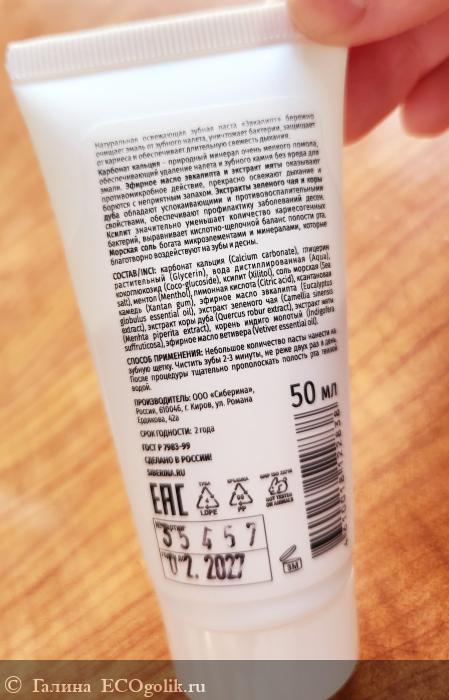 Натуральная освежающая зубная паста «Эвкалипт» бережно
очищает эмаль от зубного налета, уничтожает бактерии, защищает
от кариеса и обеспечивает длительную свежесть дыхания.
Карбонат кальция - природный минерал очень мелкого помола,
обеспечивающий удаление налета и зубного камня без вреда для
эмали. Эфирное масло эвкалипта и экстракт мяты оказывают
противомикробное действие, прекрасно освежают дыхание и
борются с неприятным запахом. Экстракты зеленого чая и коры
дуба обладают успокаивающими и противовоспалительными
свойствами, обеспечивают профилактику заболеваний десен.
Ксилит значительно уменьшает количество кариесогенных
бактерий, выравнивает кислотно-щелочной баланс полости рта.
Морская соль богата микроэлементами и минералами, которые
благотворно воздействуют на зубы и десны.
СОСТАВ/INCI: карбонат кальция (Calcium carbonate), глицерин
растительный (Glycerin), вода дистиллированная (Aqua),
кокоглюкозид (Coco-glucoside), ксилит (Xilitol), соль морская (Sea
salt), ментол (Menthol), лимонная кислота (Citric acid), ксантановая
камедь (Xantan gum), эфирное масло эвкалипта (Eucalyptus
globulus essential oil), экстракт зеленого чая (Camellia sinensis
extract), экстракт коры дуба (Quercus robur extract), экстракт мяты
(Mentha piperita extract), корень индиго молотый (Indigofera
suffruticosa), эфирное масло ветивера (Vetiver essential oil).
СПОСОБ ПРИМЕНЕНИЯ: Небольшое количество пасты нанести на
зубную щетку. Чистить зубы 2-3 минуты, не реже двух раз в день.
После процедуры тщательно прополоскать полость рта теплой
водой.
ПРОИЗВОДИТЕЛЬ: ООО «Сиберина»,
Россия, 610046, г. Киров, ул. Романа
Ердякова, 42а
50 мл
СРОК ГОДНОСТИ: 2 года
ГОСТ Р 7983-99
СДЕЛАНО В РОССИИ!
SIBERINA.RU
EAC
ТУБА
LDPE
КРЫШКА
PP
NOT TESTED
ON ANIMALS
35457
02.2027
3M
© Галина ECOgolik.ru